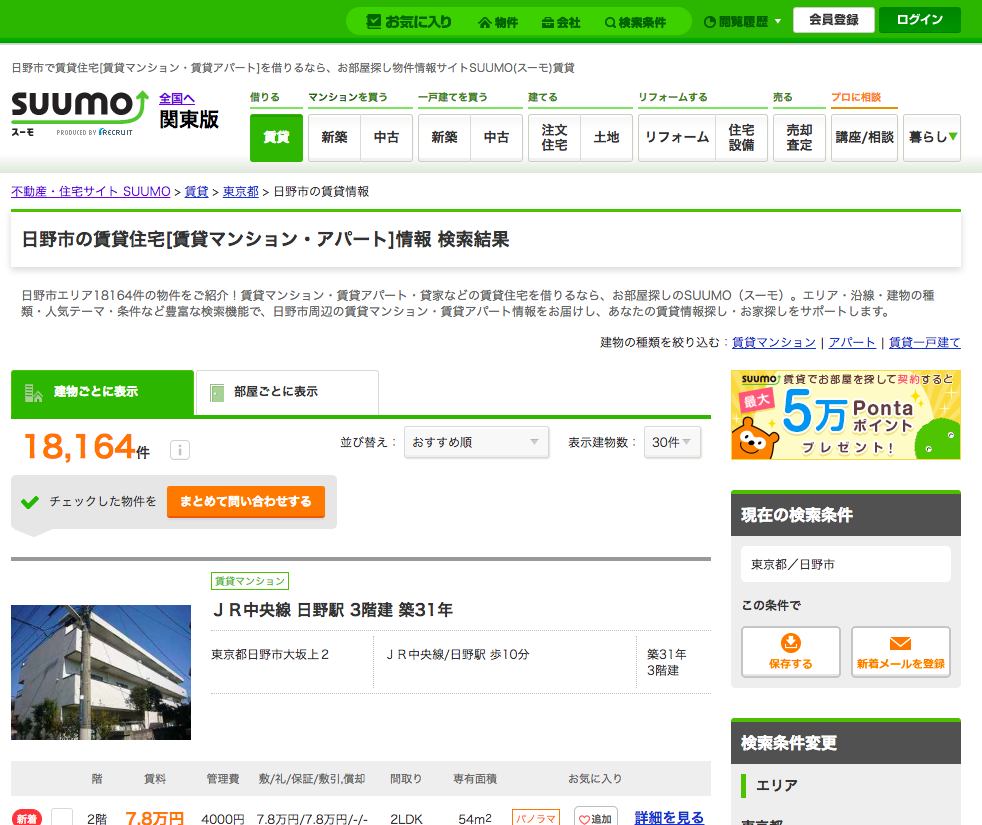 お気に入り 物件 会社 検索条件 閲覧履歴 会員登録 ログイン
日野市で賃貸住宅[賃貸マンション・賃貸アパート]を借りるなら、お部屋探し物件情報サイトSUUMO(スーモ)賃貸
SUUMO
スーモ PRODUCED BY RECRUIT
全国へ
関東版
借りる マンションを買う 一戸建てを買う 建てる リフォームする 売る プロに相談
賃貸 新築 中古 新築 中古 注文住宅 土地 リフォーム 住宅設備 売却査定 講座/相談 暮らし▼
不動産・住宅サイト SUUMO > 賃貸 > 東京都 > 日野市の賃貸情報
日野市の賃貸住宅[賃貸マンション・アパート]情報 検索結果
日野市エリア18164件の物件をご紹介！賃貸マンション・賃貸アパート・貸家などの賃貸住宅を借りるなら、お部屋探しのSUUMO（スーモ）。エリア・沿線・建物の種
類・人気テーマ・条件など豊富な検索機能で、日野市周辺の賃貸マンション・賃貸アパート情報をお届けし、あなたの賃貸情報探し・お家探しをサポートします。
建物の種類を絞り込む：賃貸マンション | アパート | 賃貸一戸建て
建物ごとに表示 部屋ごとに表示
18,164件 i
並び替え： おすすめ順 表示建物数： 30件
チェックした物件を まとめて問い合わせする
賃貸マンション
ＪＲ中央線 日野駅 3階建 築31年
東京都日野市大坂上２ ＪＲ中央線/日野駅 歩10分 築31年
3階建
階 賃料 管理費 敷/礼/保証/敷引,償却 間取り 専有面積 お気に入り
新着 2階 7.8万円 4000円 7.8万円/7.8万円/-/- 2LDK 54m2 パノラマ 追加 詳細を見る
SUUMO 賃貸でお部屋を探して契約すると
最大 5万 Ponta
ポイント
プレゼント！
現在の検索条件
東京都／日野市
この条件で
保存する 新着メールを登録
検索条件変更
エリア
東京都